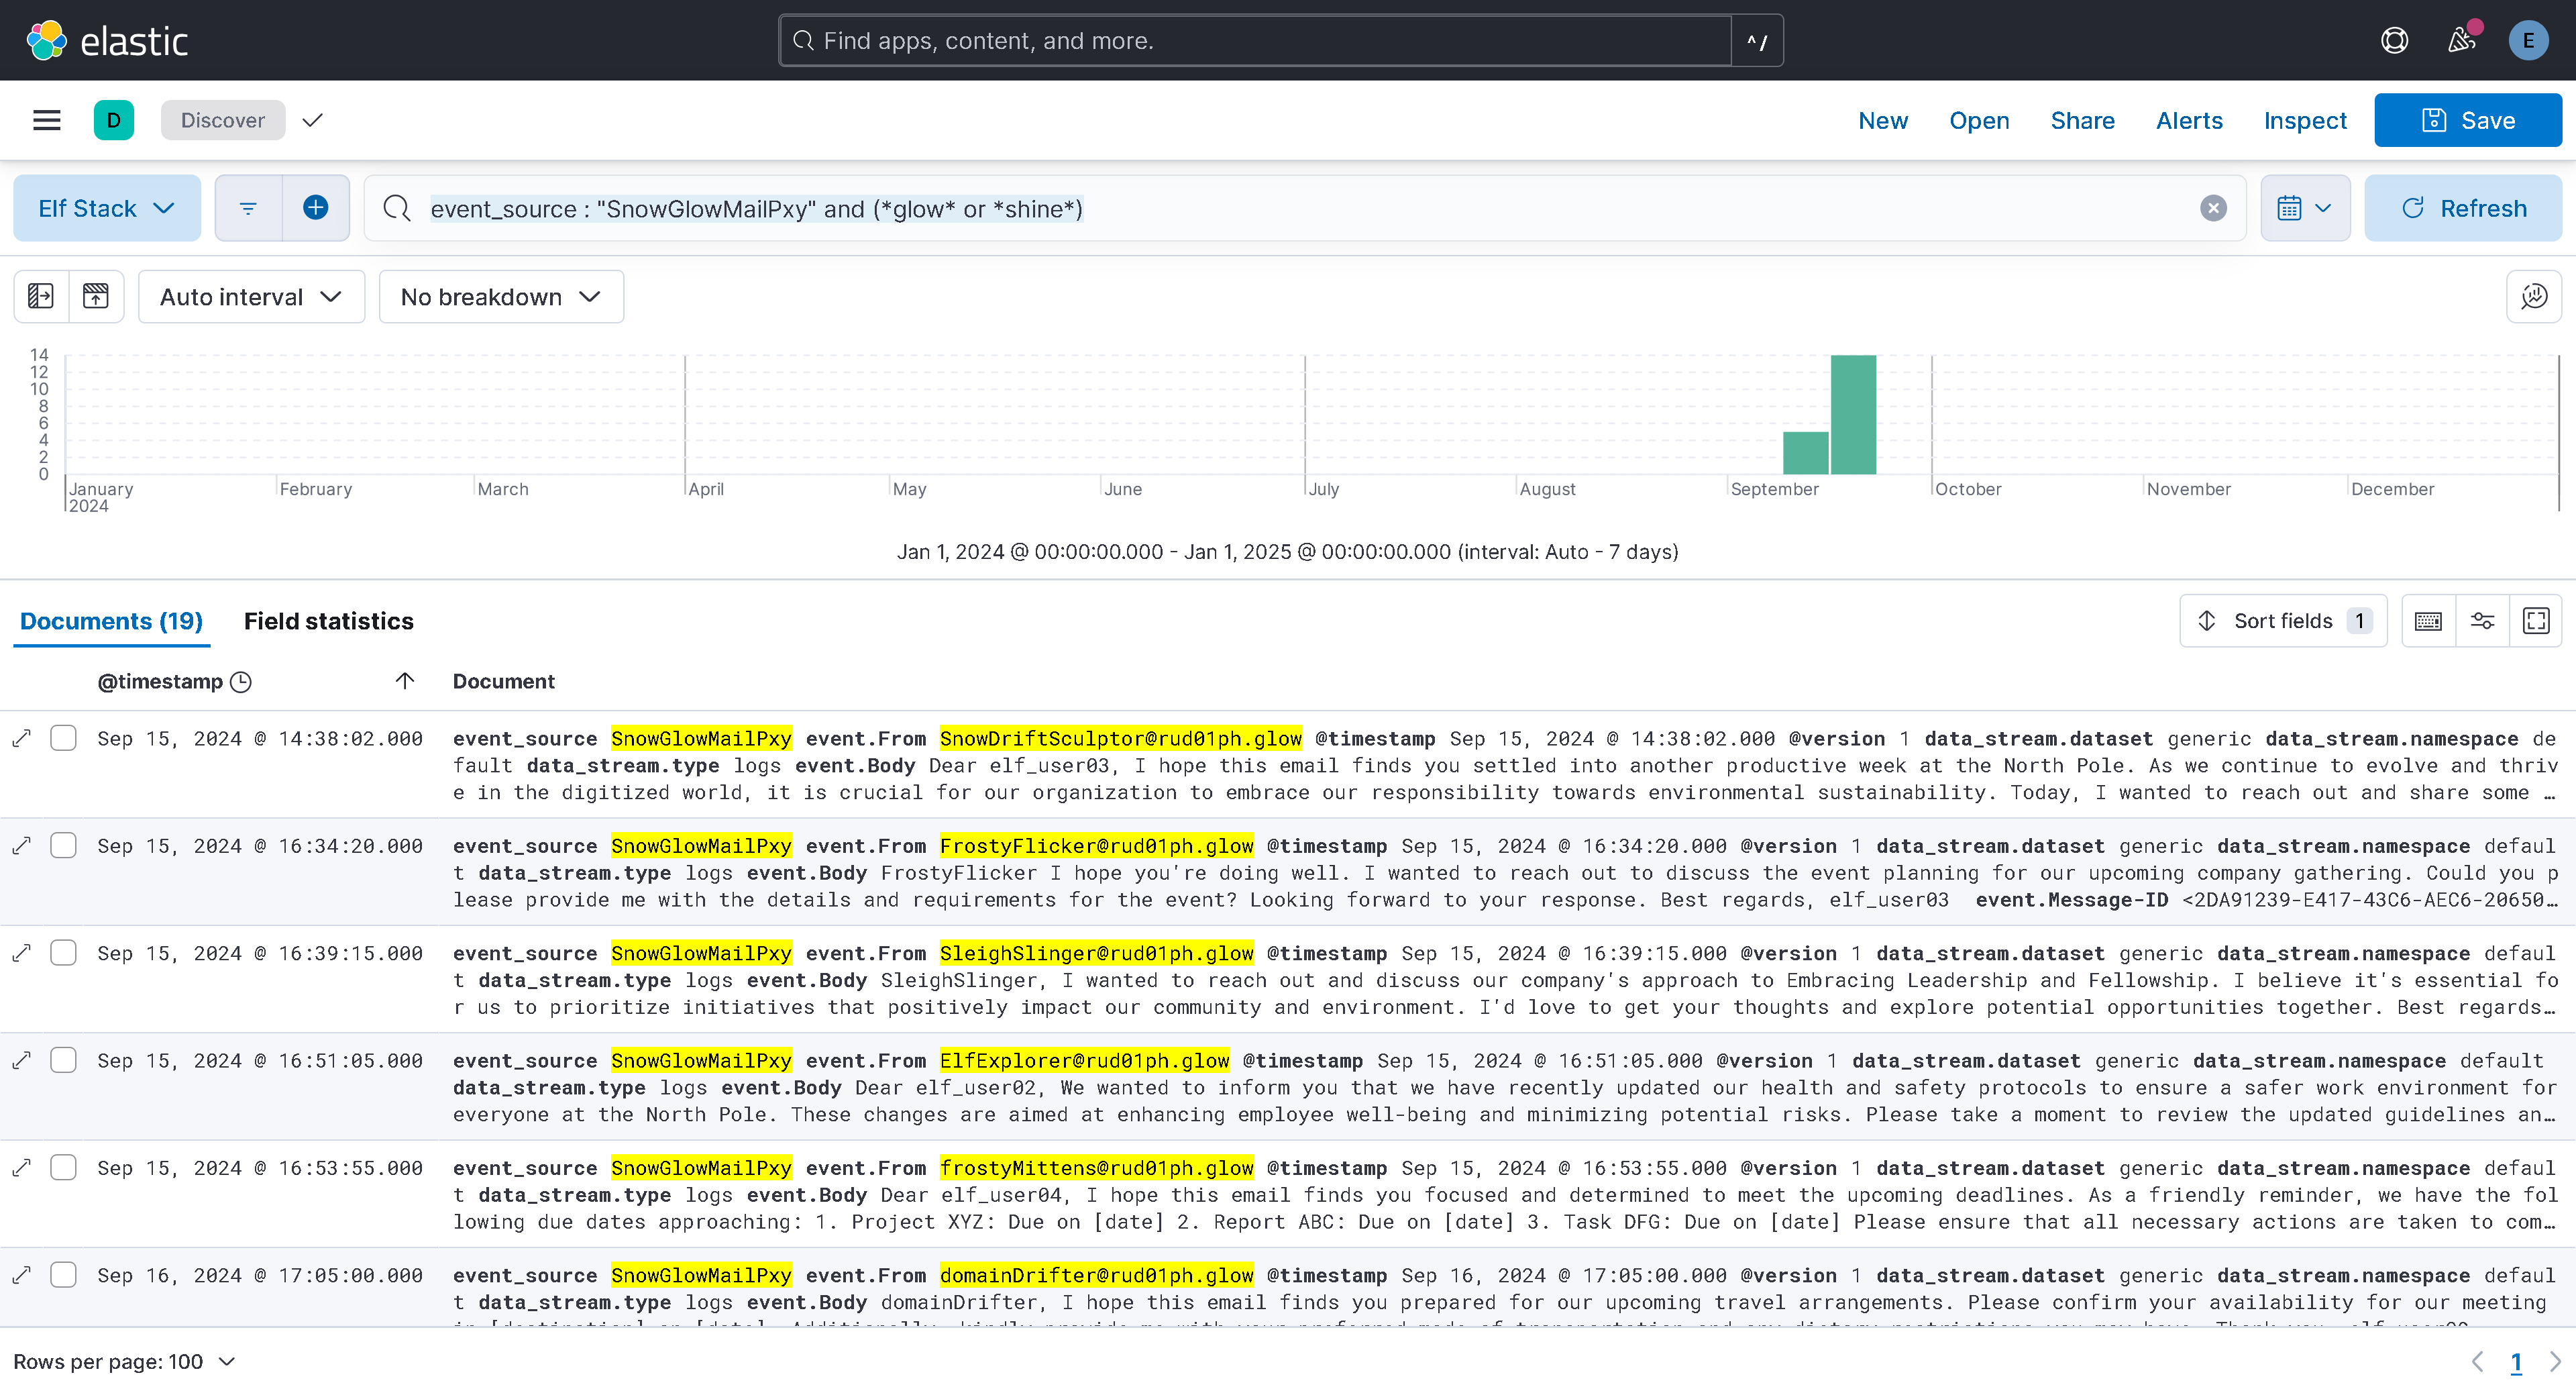 elastic
Find apps, content, and more.
^ /
E
D
Discover
New
Open
Share
Alerts
Inspect
Save
Elf Stack
event_source : "SnowGlowMailPxy" and (*glow* or *shine*)
Refresh
Auto interval
No breakdown
14
12
10
8
6
4
2
0
January
2024
February
March
April
May
June
July
August
September
October
November
December
Jan 1, 2024 @ 00:00:00.000 - Jan 1, 2025 @ 00:00:00.000 (interval: Auto - 7 days)
Documents (19)
Field statistics
Sort fields 1
@timestamp
Document
Sep 15, 2024 @ 14:38:02.000
event_source SnowGlowMailPxy event.From SnowDriftSculptor@rud01ph.glow @timestamp Sep 15, 2024 @ 14:38:02.000 @version 1 data_stream.dataset generic data_stream.namespace de
fault data_stream.type logs event.Body Dear elf_user03, I hope this email finds you settled into another productive week at the North Pole. As we continue to evolve and thriv
e in the digitized world, it is crucial for our organization to embrace our responsibility towards environmental sustainability. Today, I wanted to reach out and share some …
Sep 15, 2024 @ 16:34:20.000
event_source SnowGlowMailPxy event.From FrostyFlicker@rud01ph.glow @timestamp Sep 15, 2024 @ 16:34:20.000 @version 1 data_stream.dataset generic data_stream.namespace defaul
t data_stream.type logs event.Body FrostyFlicker I hope you're doing well. I wanted to reach out to discuss the event planning for our upcoming company gathering. Could you p
lease provide me with the details and requirements for the event? Looking forward to your response. Best regards, elf_user03 event.Message-ID <2DA91239-E417-43C6-AEC6-20650…
Sep 15, 2024 @ 16:39:15.000
event_source SnowGlowMailPxy event.From SleighSlinger@rud01ph.glow @timestamp Sep 15, 2024 @ 16:39:15.000 @version 1 data_stream.dataset generic data_stream.namespace defaul
t data_stream.type logs event.Body SleighSlinger, I wanted to reach out and discuss our company's approach to Embracing Leadership and Fellowship. I believe it's essential fo
r us to prioritize initiatives that positively impact our community and environment. I'd love to get your thoughts and explore potential opportunities together. Best regards…
Sep 15, 2024 @ 16:51:05.000
event_source SnowGlowMailPxy event.From ElfExplorer@rud01ph.glow @timestamp Sep 15, 2024 @ 16:51:05.000 @version 1 data_stream.dataset generic data_stream.namespace default
data_stream.type logs event.Body Dear elf_user02, We wanted to inform you that we have recently updated our health and safety protocols to ensure a safer work environment for
everyone at the North Pole. These changes are aimed at enhancing employee well-being and minimizing potential risks. Please take a moment to review the updated guidelines an…
Sep 15, 2024 @ 16:53:55.000
event_source SnowGlowMailPxy event.From frostyMittens@rud01ph.glow @timestamp Sep 15, 2024 @ 16:53:55.000 @version 1 data_stream.dataset generic data_stream.namespace defaul
t data_stream.type logs event.Body Dear elf_user04, I hope this email finds you focused and determined to meet the upcoming deadlines. As a friendly reminder, we have the fol
lowing due dates approaching: 1. Project XYZ: Due on [date] 2. Report ABC: Due on [date] 3. Task DFG: Due on [date] Please ensure that all necessary actions are taken to com…
Sep 16, 2024 @ 17:05:00.000
event_source SnowGlowMailPxy event.From domainDrifter@rud01ph.glow @timestamp Sep 16, 2024 @ 17:05:00.000 @version 1 data_stream.dataset generic data_stream.namespace defaul
t data_stream.type logs event.Body domainDrifter, I hope this email finds you prepared for our upcoming travel arrangements. Please confirm your availability for our meeting
Rows per page: 100
1